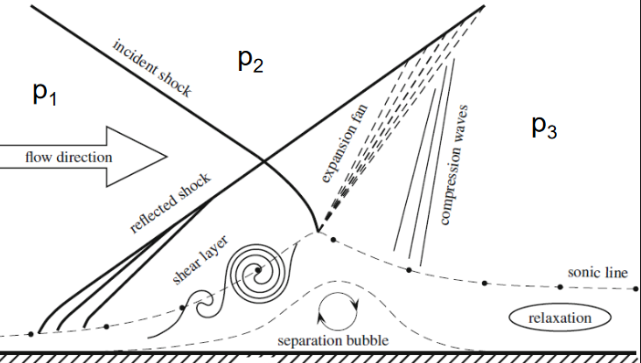 incident shock
p2
p1
p3
expansion fan
compression waves
flow direction
reflected shock
shear layer
sonic line
relaxation
separation bubble